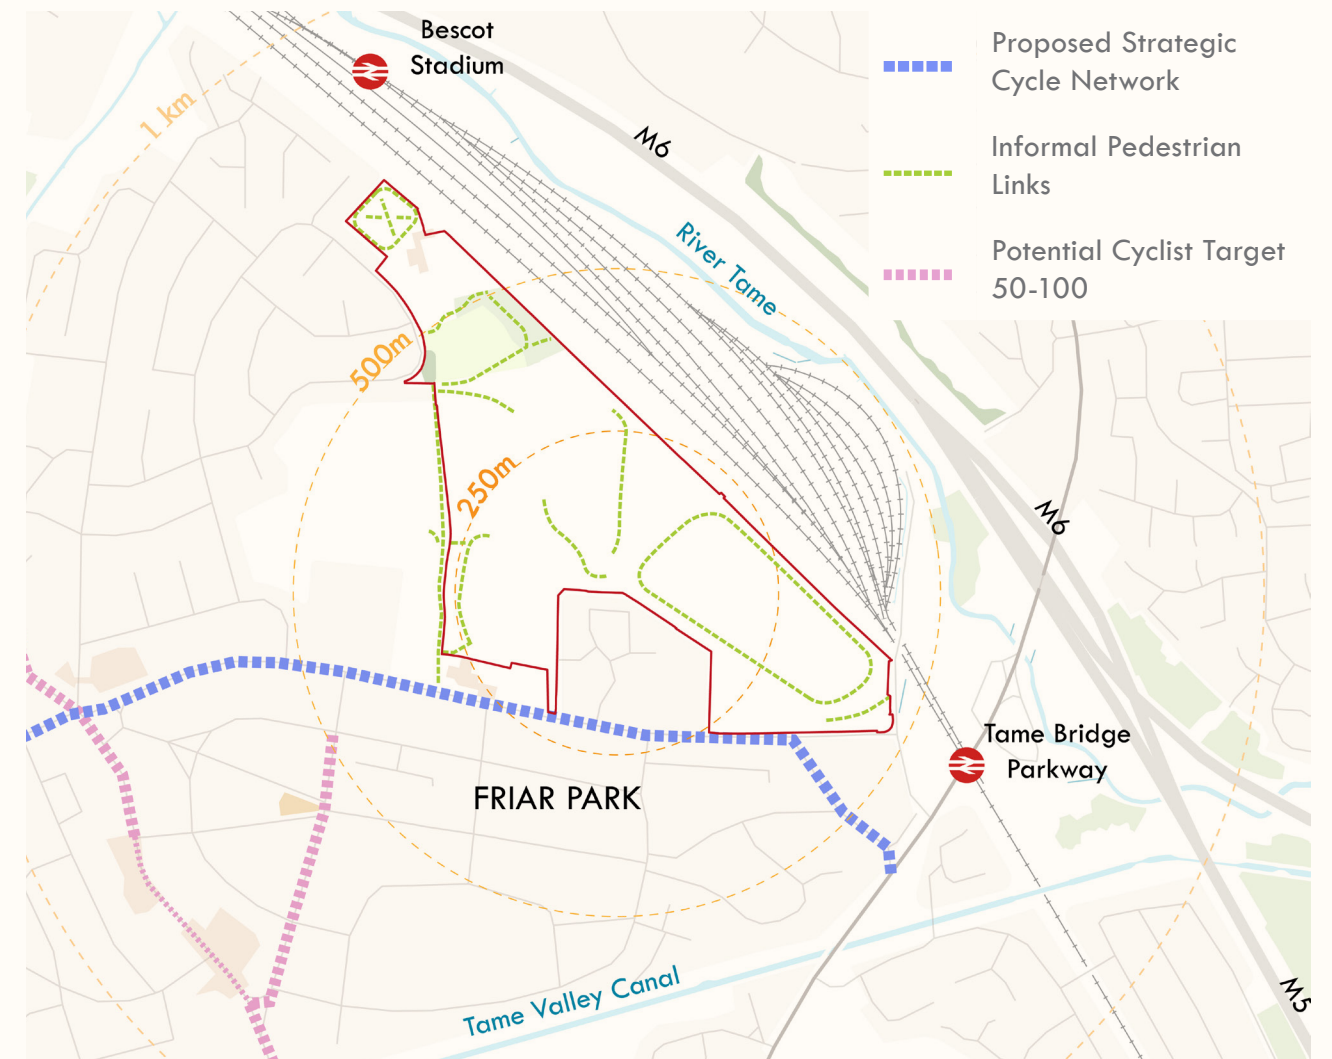 Bescot
Stadium
Proposed Strategic
Cycle Network
Informal Pedestrian
Links
Potential Cyclist Target
50-100
1 km
M6
River Tame
500m
250m
M6
Tame Bridge
Parkway
FRIAR PARK
Tame Valley Canal
M5